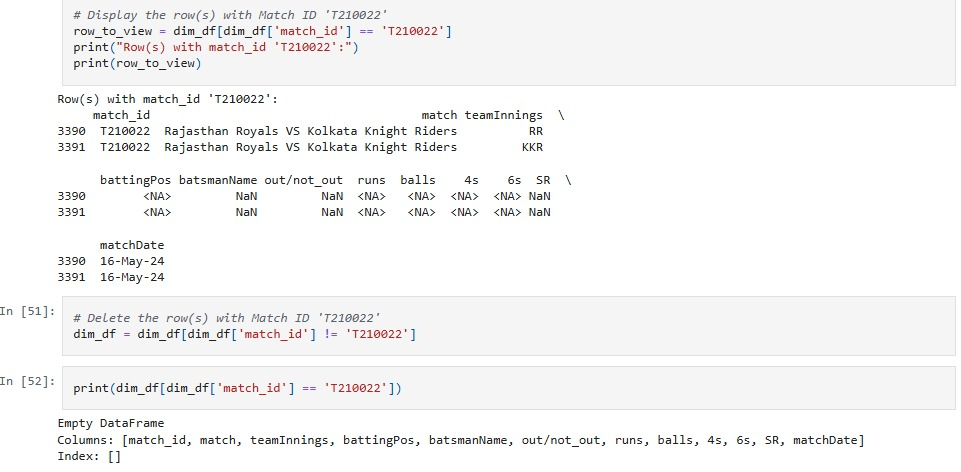 # Display the row(s) with Match ID 'T210022'
row_to_view = dim_df[dim_df['match_id'] == 'T210022']
print("Row(s) with match_id 'T210022':")
print(row_to_view)
Row(s) with match_id 'T210022':
match_id match teamInnings \
3390 T210022 Rajasthan Royals VS Kolkata Knight Riders RR
3391 T210022 Rajasthan Royals VS Kolkata Knight Riders KKR
battingPos batsmanName out/not_out runs balls 4s 6s SR \
3390 <NA> NaN NaN <NA> <NA> <NA> <NA> NaN
3391 <NA> NaN NaN <NA> <NA> <NA> <NA> NaN
matchDate
3390 16-May-24
3391 16-May-24
In [51]:
# Delete the row(s) with Match ID 'T210022'
dim_df = dim_df[dim_df['match_id'] != 'T210022']
In [52]:
print(dim_df[dim_df['match_id'] == 'T210022'])
Empty DataFrame
Columns: [match_id, match, teamInnings, battingPos, batsmanName, out/not_out, runs, balls, 4s, 6s, SR, matchDate]
Index: []